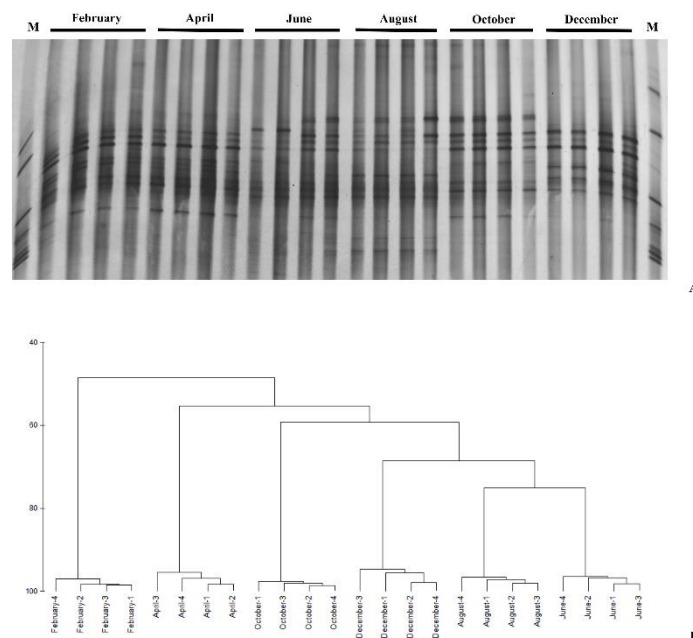 M February April June August October December M
A
40
60
80
100
February-4
February-2
February-3
February-1
April-3
April-4
April-1
April-2
October-1
October-3
October-2
October-4
December-3
December-1
December-2
December-4
August-4
August-1
August-2
August-3
June-4
June-2
June-1
June-3